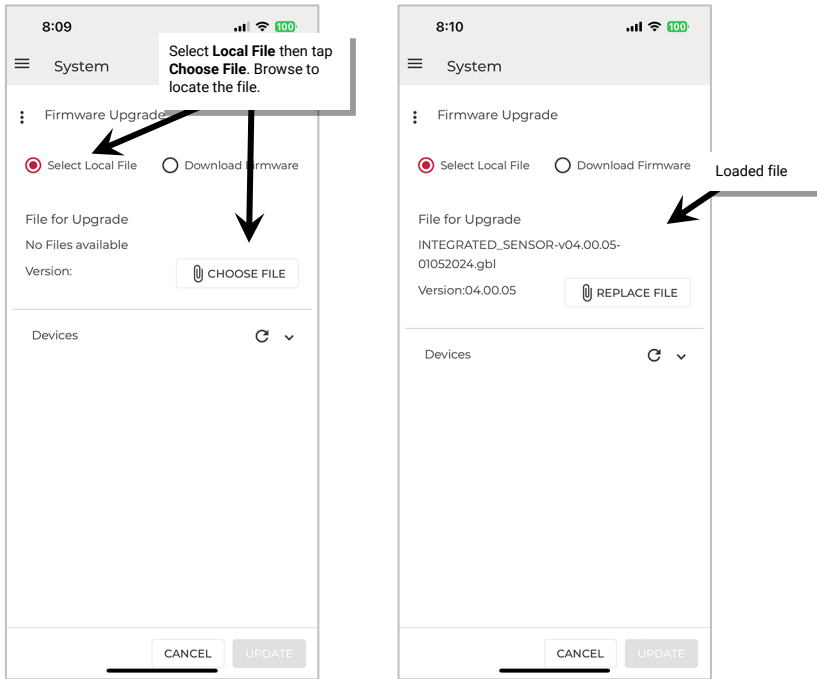 8:09
100
System
Select Local File then tap
Choose File. Browse to
locate the file.
Firmware Upgrade
Select Local File
Download Firmware
File for Upgrade
No Files available
Version:
CHOOSE FILE
Devices
CANCEL
UPDATE
8:10
100
System
Firmware Upgrade
Select Local File
Download Firmware
Loaded file
File for Upgrade
INTEGRATED_SENSOR-v04.00.05-
01052024.gbl
Version:04.00.05
REPLACE FILE
Devices
CANCEL
UPDATE